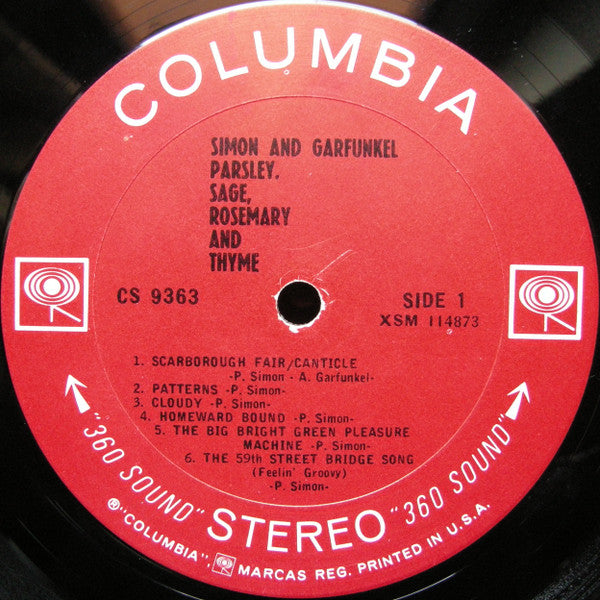 COLUMBIA
SIMON AND GARFUNKEL
PARSLEY,
SAGE,
ROSEMARY
AND
THYME
CS 9363
SIDE 1
XSM 114873
1. SCARBOROUGH FAIR/CANTICLE
-P. Simon - A. Garfunkel-
2. PATTERNS -P. Simon-
3. CLOUDY -P. Simon-
4. HOMEWARD BOUND -P. Simon-
5. THE BIG BRIGHT GREEN PLEASURE
MACHINE -P. Simon-
6. THE 59th STREET BRIDGE SONG
(Feelin' Groovy)
-P. Simon-
"360 SOUND" STEREO "360 SOUND"
®"COLUMBIA", MARCAS REG. PRINTED IN U.S.A.